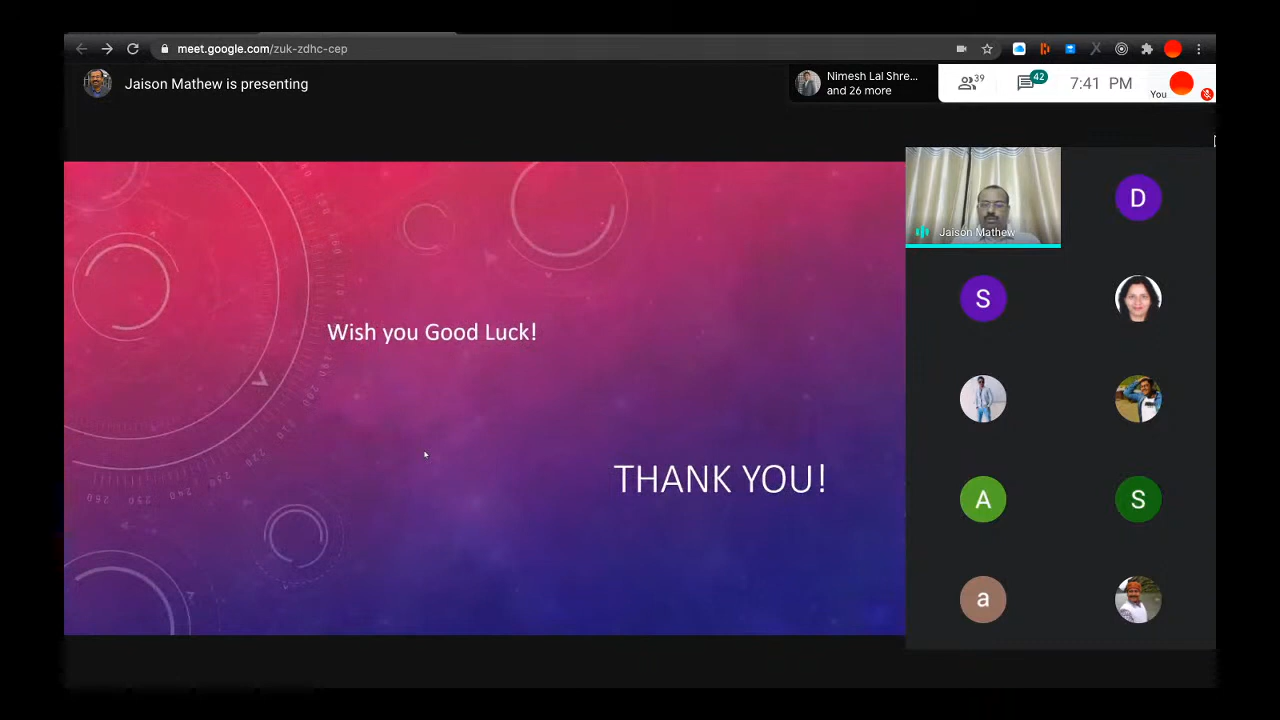 meet.google.com/zuk-zdhc-cep
Jaison Mathew is presenting
Nimesh Lal Shre...
and 26 more
39
42
7:41 PM
You
Jaison Mathew
D
S
Wish you Good Luck!
THANK YOU!
A
S
a